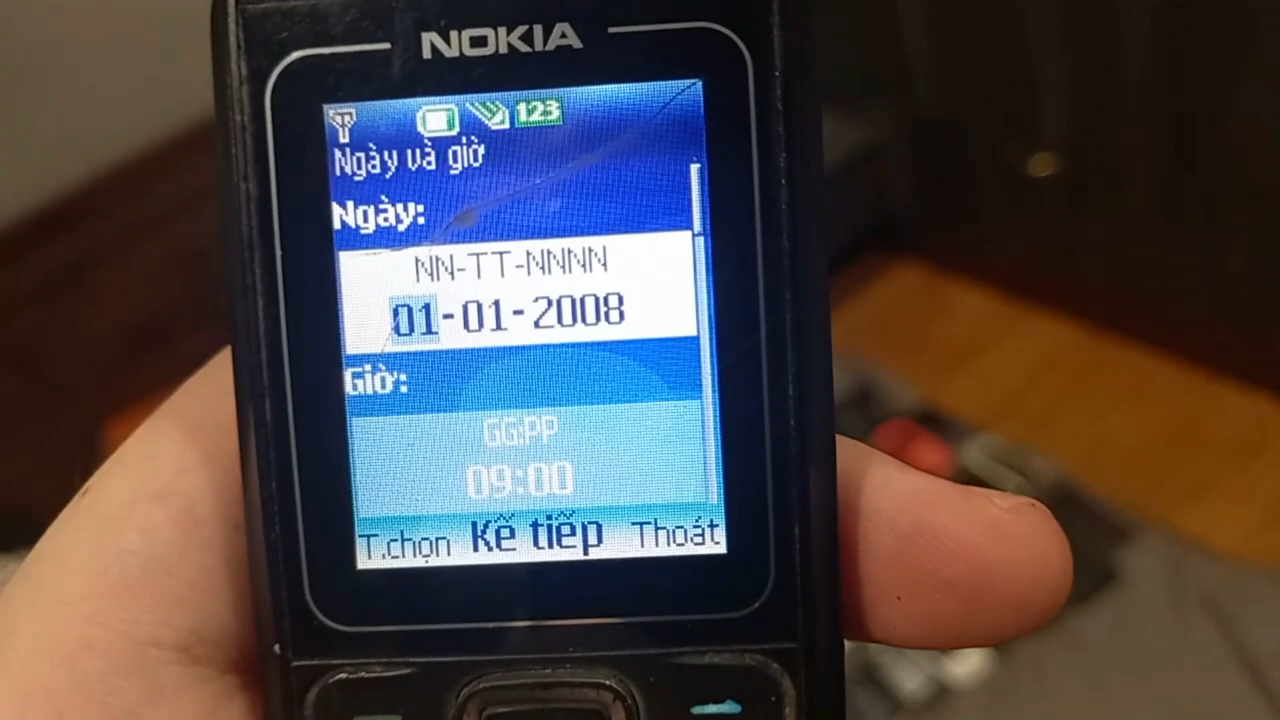 NOKIA
123
Ngày và giờ
Ngày:
NN-TT-NNNN
01-01-2008
Giờ:
GG:PP
09:00
T.chọn Kế tiếp Thoát